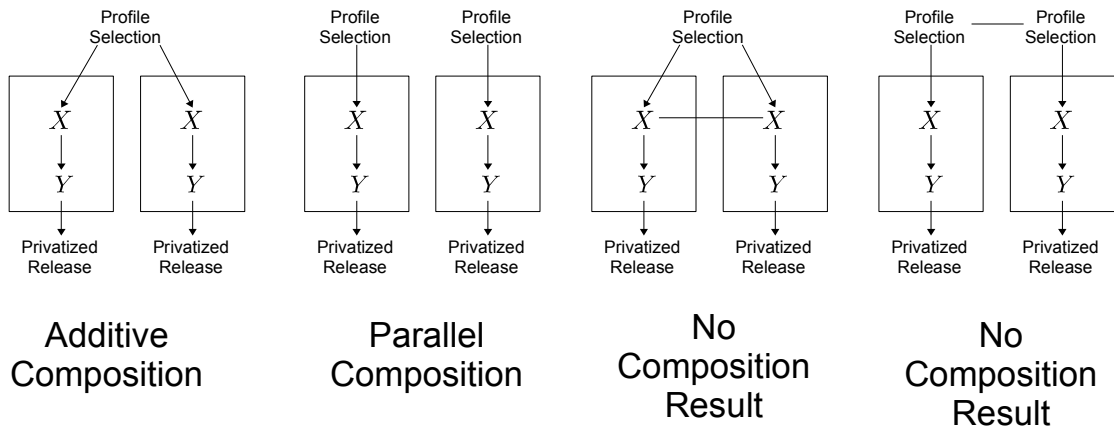 Profile
Selection
X
X
Y
Y
Privatized
Release
Privatized
Release
Additive
Composition
Profile
Selection
Profile
Selection
X
X
Y
Y
Privatized
Release
Privatized
Release
Parallel
Composition
Profile
Selection
X
X
Y
Y
Privatized
Release
Privatized
Release
No
Composition
Result
Profile
Selection
Profile
Selection
X
X
Y
Y
Privatized
Release
Privatized
Release
No
Composition
Result